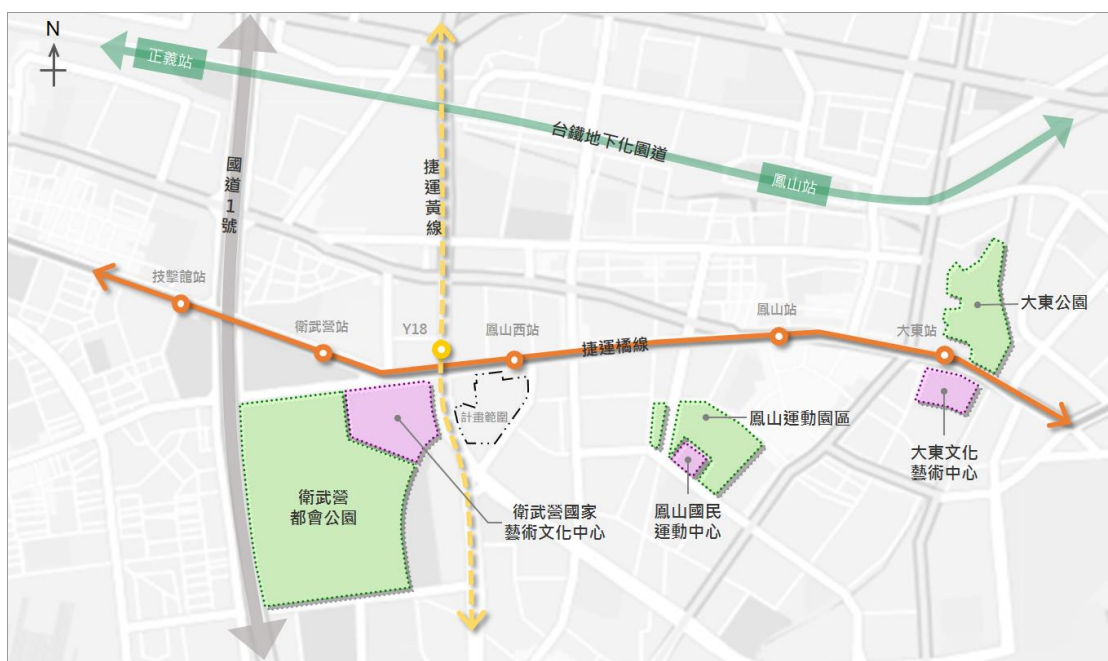 N
正義站
台鐵地下化園道
鳳山站
國道1號
捷運黃線
技擊館站
衛武營站
Y18
鳳山西站
捷運橘線
鳳山站
大東站
大東公園
計畫範圍
鳳山運動園區
大東文化
藝術中心
衛武營
都會公園
衛武營國家
藝術文化中心
鳳山國民
運動中心